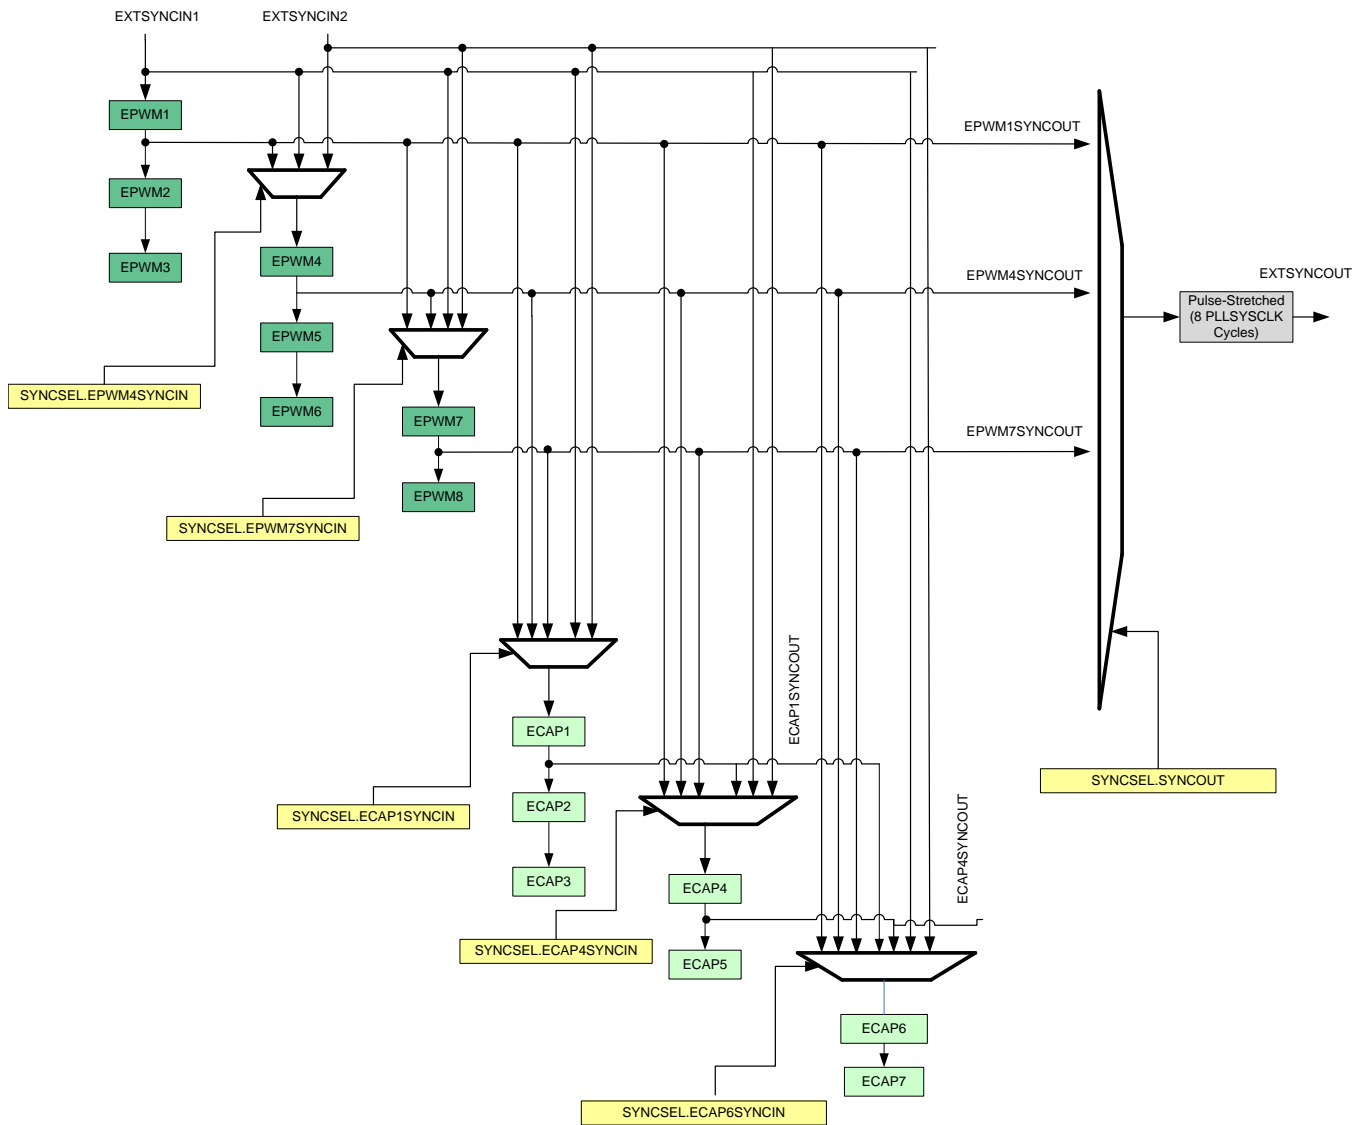 EXTSYNCIN1
EXTSYNCIN2
EPWM1
EPWM1SYNCOUT
EPWM2
EPWM3
EPWM4
EPWM4SYNCOUT
EXTSYNCOUT
Pulse-Stretched
(8 PLLSYSCLK
Cycles)
EPWM5
SYNCSEL.EPWM4SYNCIN
EPWM6
EPWM7
EPWM7SYNCOUT
EPWM8
SYNCSEL.EPWM7SYNCIN
ECAP1SYNCOUT
ECAP1
SYNCSEL.SYNCOUT
ECAP2
SYNCSEL.ECAP1SYNCIN
ECAP3
ECAP4
ECAP4SYNCOUT
SYNCSEL.ECAP4SYNCIN
ECAP5
ECAP6
ECAP7
SYNCSEL.ECAP6SYNCIN